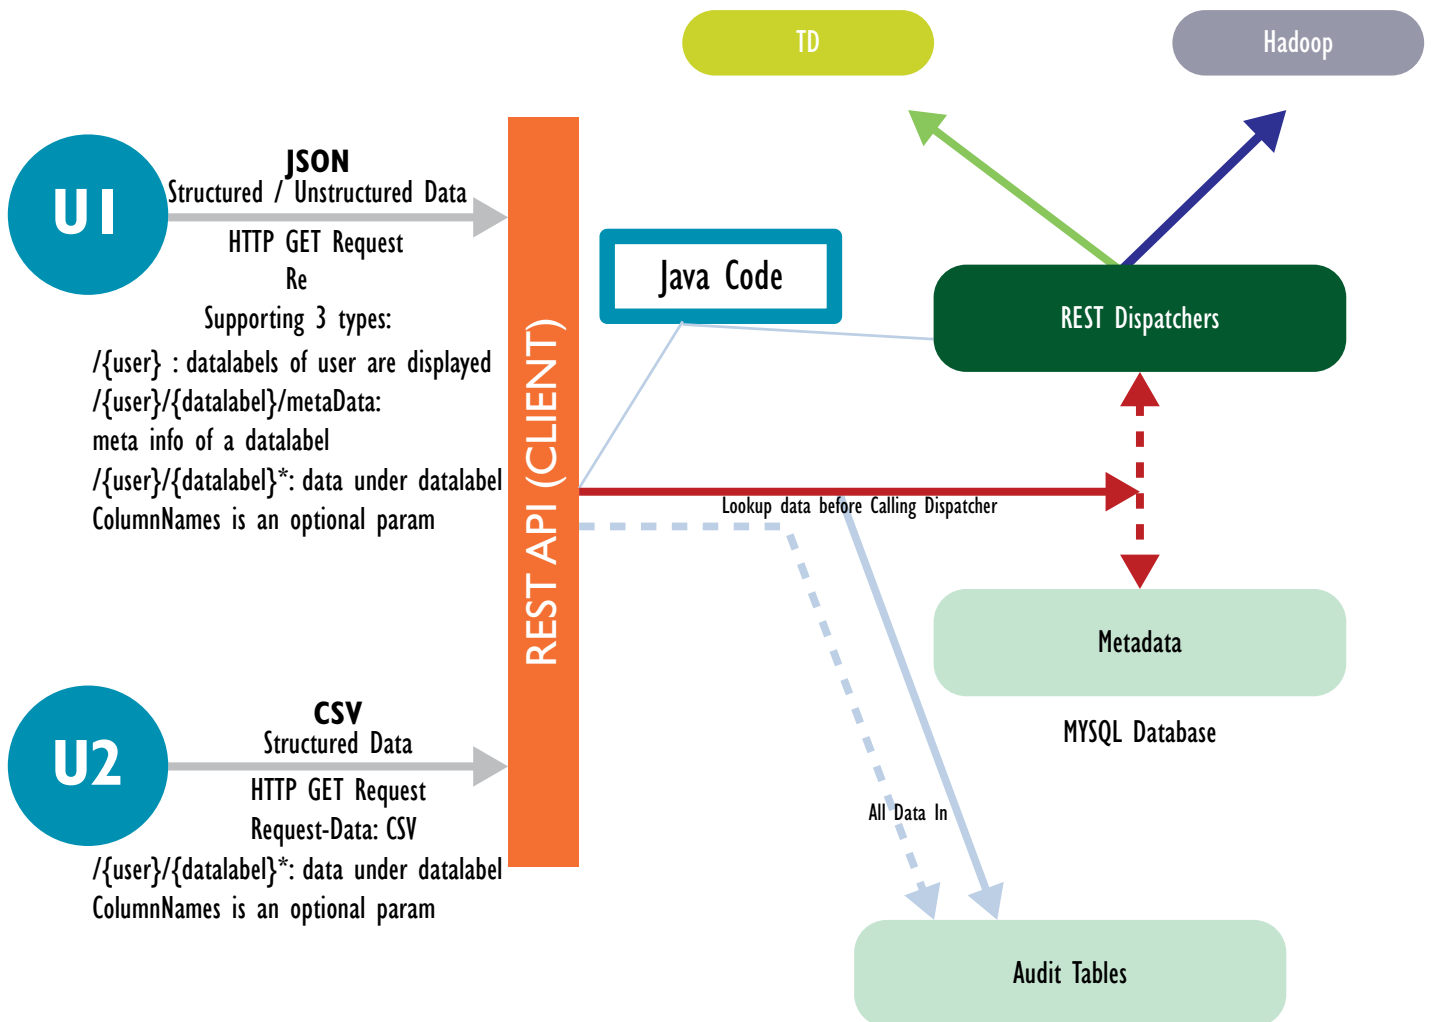 TD
Hadoop
U1
JSON
Structured / Unstructured Data
HTTP GET Request
Re
Supporting 3 types:
/{user} : datalabels of user are displayed
/{user}/{datalabel}/metaData:
meta info of a datalabel
/{user}/{datalabel}*: data under datalabel
ColumnNames is an optional param
REST API (CLIENT)
Java Code
REST Dispatchers
Lookup data before Calling Dispatcher
Metadata
MYSQL Database
U2
CSV
Structured Data
HTTP GET Request
Request-Data: CSV
/{user}/{datalabel}*: data under datalabel
ColumnNames is an optional param
All Data In
Audit Tables